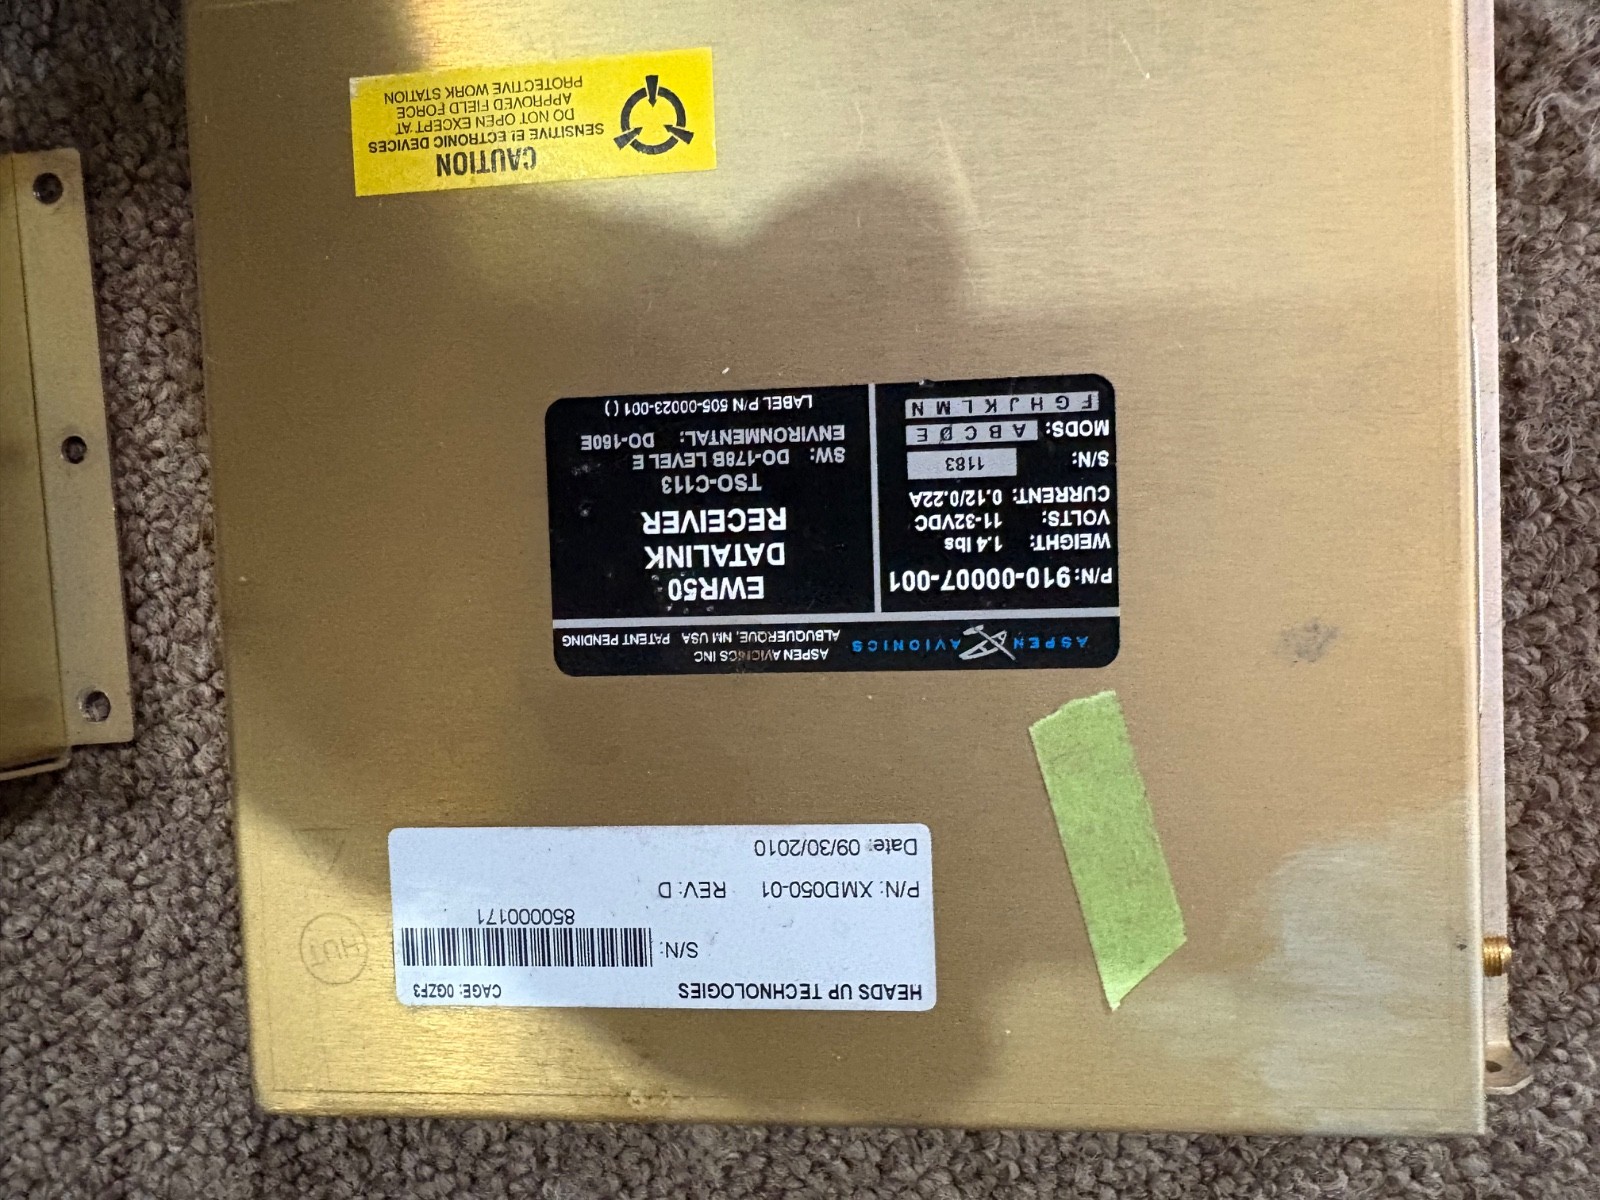 HEADS UP TECHNOLOGIES CAGE: 0GZF3
S/N:
850000171
P/N: XMD050-01 REV: D
Date: 09/30/2010
HUT
ASPEN AVIONICS
ASPEN AVIONICS INC
ALBUQUERQUE, NM USA PATENT PENDING
P/N: 910-00007-001
WEIGHT: 1.4 lbs
VOLTS: 11-32VDC
CURRENT: 0.12/0.22A
S/N: 1183
MODS: A B C D E
F G H J K L M N
EWR50
DATALINK
RECEIVER
TSO-C113
SW: DO-178B LEVEL E
ENVIRONMENTAL: DO-160E
LABEL P/N 505-00023-001 ( )
CAUTION
SENSITIVE ELECTRONIC DEVICES
DO NOT OPEN EXCEPT AT
APPROVED FIELD FORCE
PROTECTIVE WORK STATION